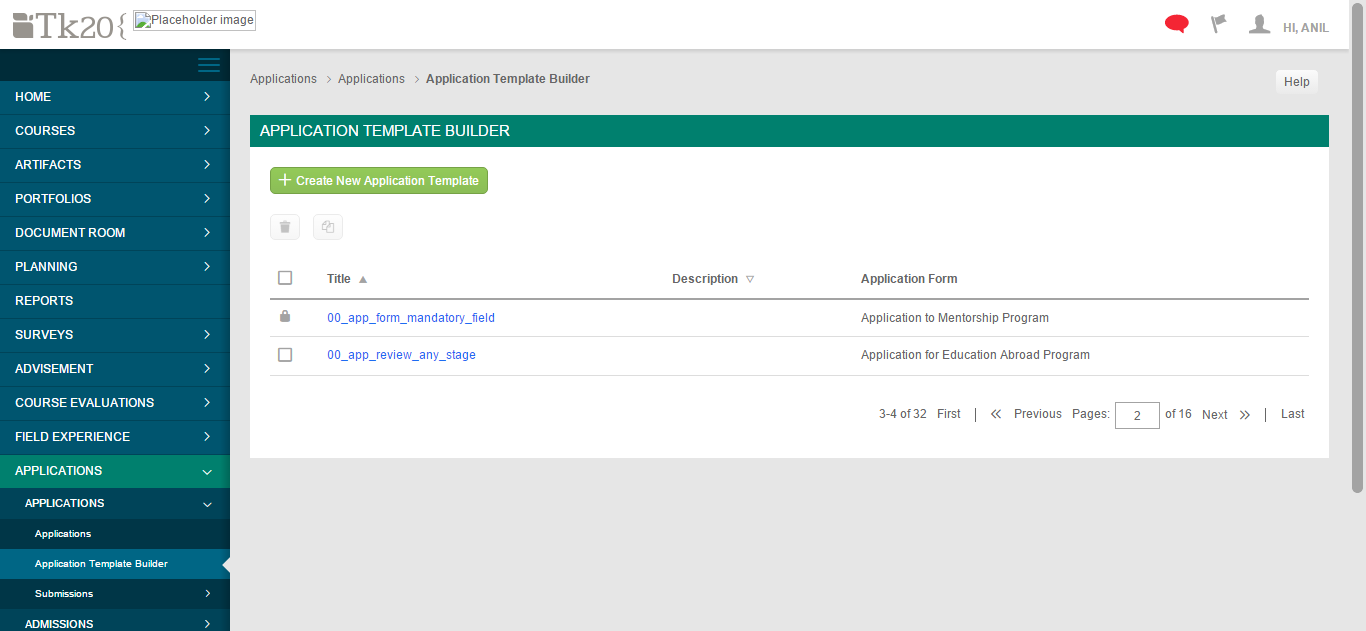 Tk20{
Placeholder image
HI, ANIL
HOME
COURSES
ARTIFACTS
PORTFOLIOS
DOCUMENT ROOM
PLANNING
REPORTS
SURVEYS
ADVISEMENT
COURSE EVALUATIONS
FIELD EXPERIENCE
APPLICATIONS
APPLICATIONS
Applications
Application Template Builder
Submissions
ADMISSIONS
Applications > Applications > Application Template Builder
Help
APPLICATION TEMPLATE BUILDER
Create New Application Template
Title Description Application Form
00_app_form_mandatory_field Application to Mentorship Program
00_app_review_any_stage Application for Education Abroad Program
3-4 of 32 First | « Previous Pages: 2 of 16 Next » | Last